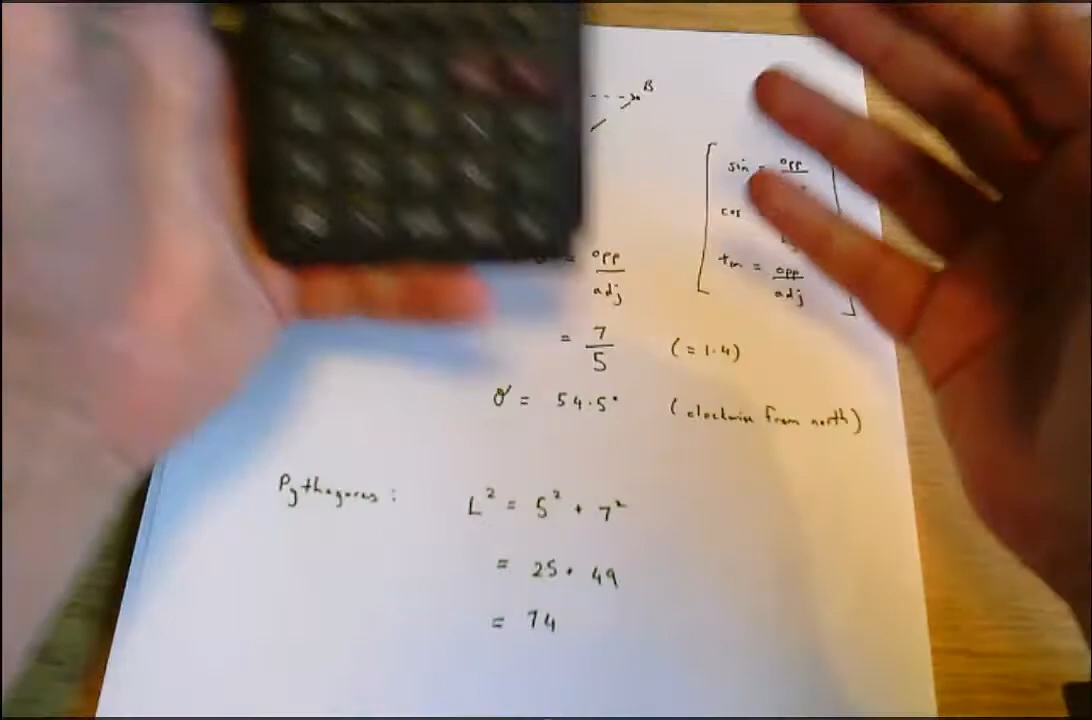 B
sin = opp
cos
tan = opp
adj
= opp
adj
= 7
5
(= 1.4)
θ = 54.5° (clockwise from north)
Pythagoras : L² = 5² + 7²
= 25 + 49
= 74